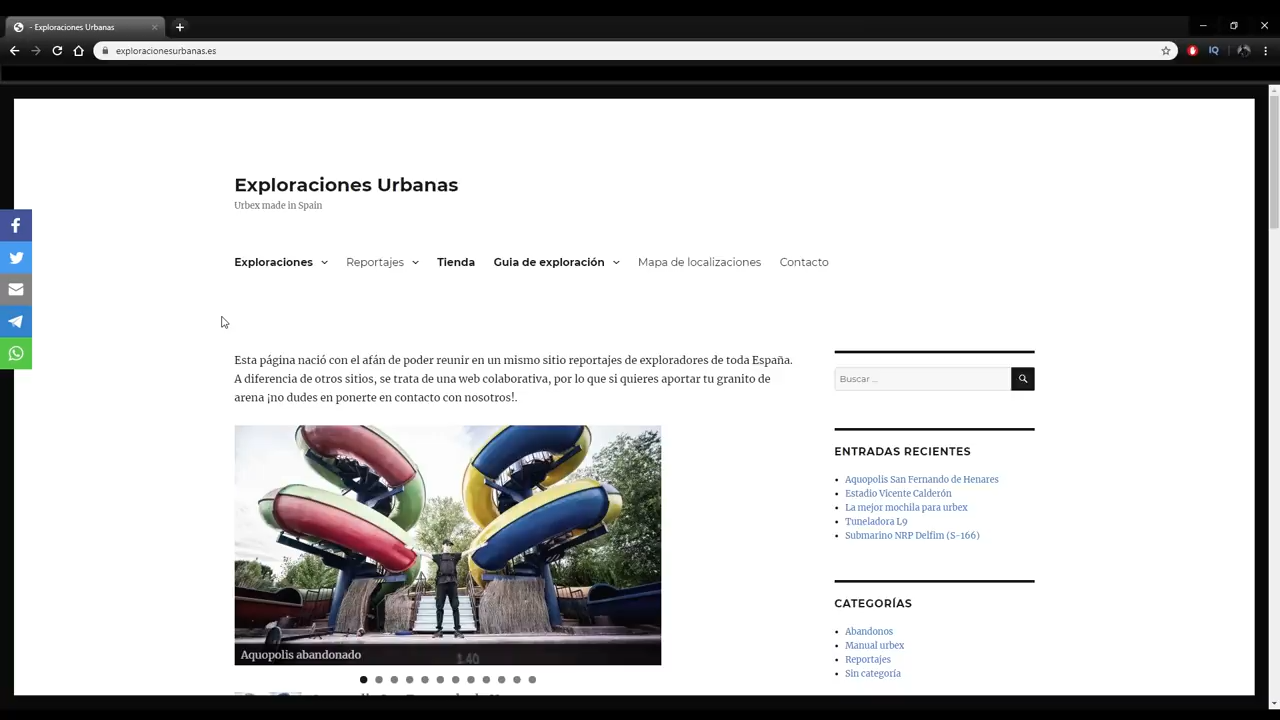 - Exploraciones Urbanas
exploracionesurbanas.es
IQ
Exploraciones Urbanas
Urbex made in Spain
Exploraciones Reportajes Tienda Guia de exploración Mapa de localizaciones Contacto
Esta página nació con el afán de poder reunir en un mismo sitio reportajes de exploradores de toda España.
A diferencia de otros sitios, se trata de una web colaborativa, por lo que si quieres aportar tu granito de
arena ¡no dudes en ponerte en contacto con nosotros!.
Aquopolis abandonado
1.40
Buscar ...
ENTRADAS RECIENTES
Aquopolis San Fernando de Henares
Estadio Vicente Calderón
La mejor mochila para urbex
Tuneladora L9
Submarino NRP Delfim (S-166)
CATEGORÍAS
Abandonos
Manual urbex
Reportajes
Sin categoría